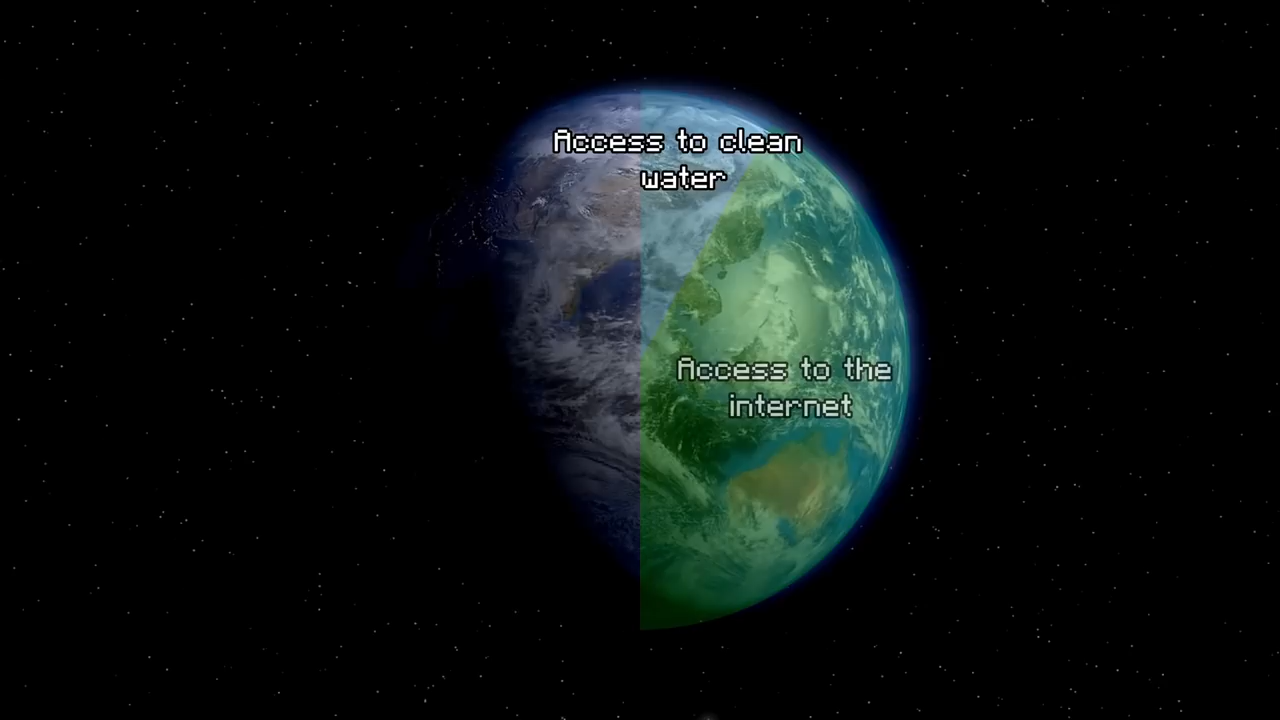 Access to clean
water
Access to the
internet